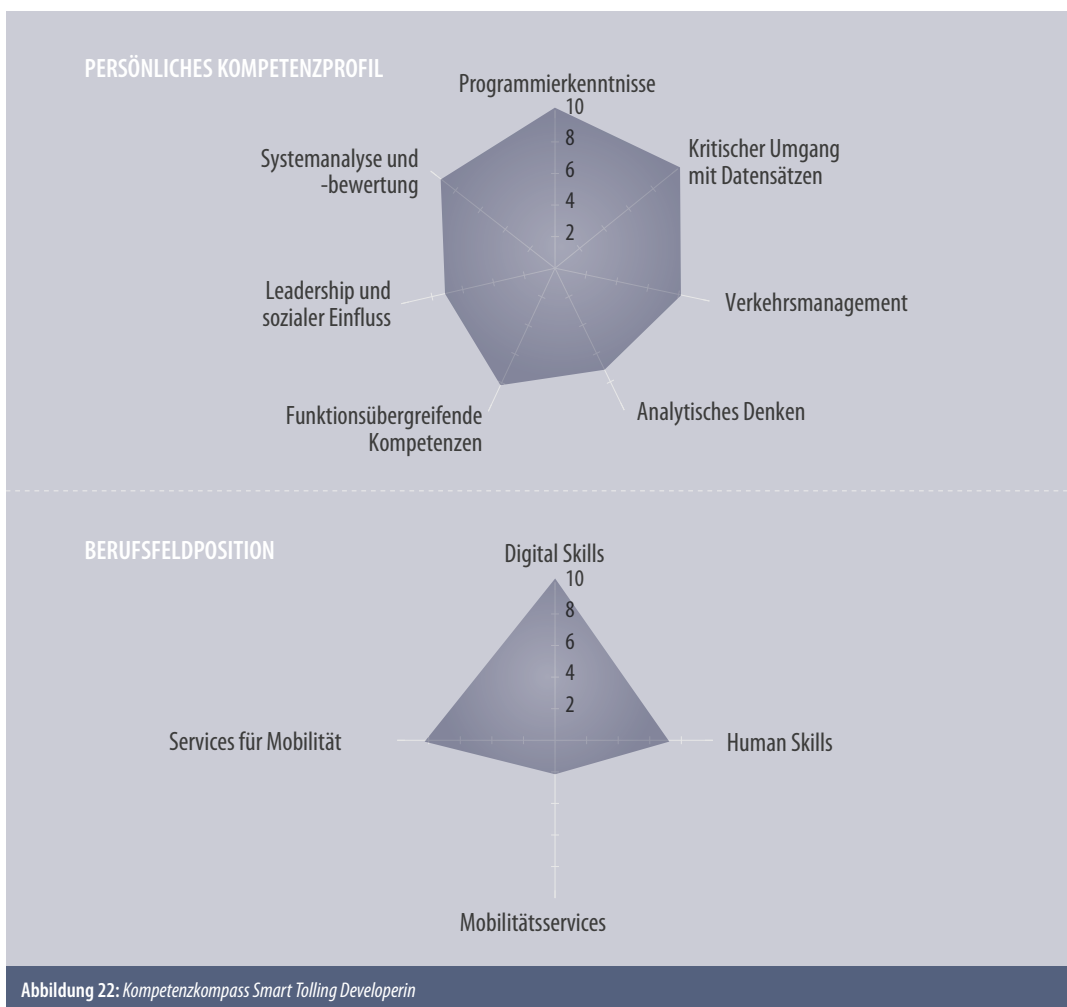 PERSÖNLICHES KOMPETENZPROFIL
Programmierkenntnisse
10
8
6
4
2
Kritischer Umgang
mit Datensätzen
Verkehrsmanagement
Analytisches Denken
Funktionsübergreifende
Kompetenzen
Leadership und
sozialer Einfluss
Systemanalyse und
-bewertung
BERUFSFELDPOSITION
Digital Skills
10
8
6
4
2
Human Skills
Mobilitätsservices
Services für Mobilität
Abbildung 22: Kompetenzkompass Smart Tolling Developerin